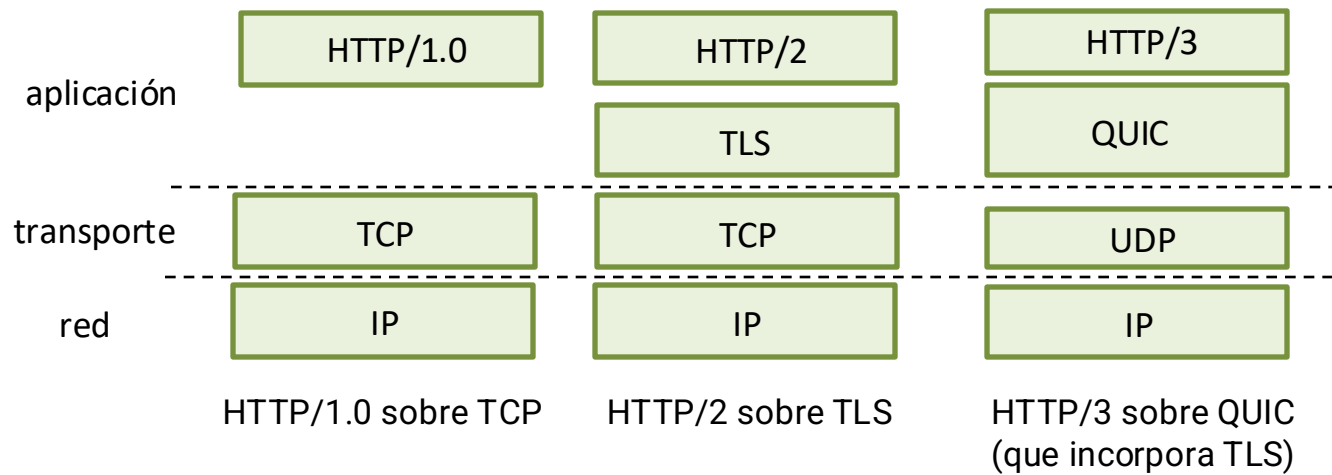 HTTP/1.0
HTTP/2
HTTP/3
aplicación
TLS
QUIC
transporte
TCP
TCP
UDP
red
IP
IP
IP
HTTP/1.0 sobre TCP
HTTP/2 sobre TLS
HTTP/3 sobre QUIC
(que incorpora TLS)